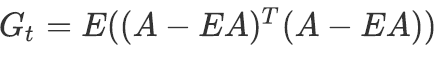 G_t = E((A − EA)^T(A − EA))